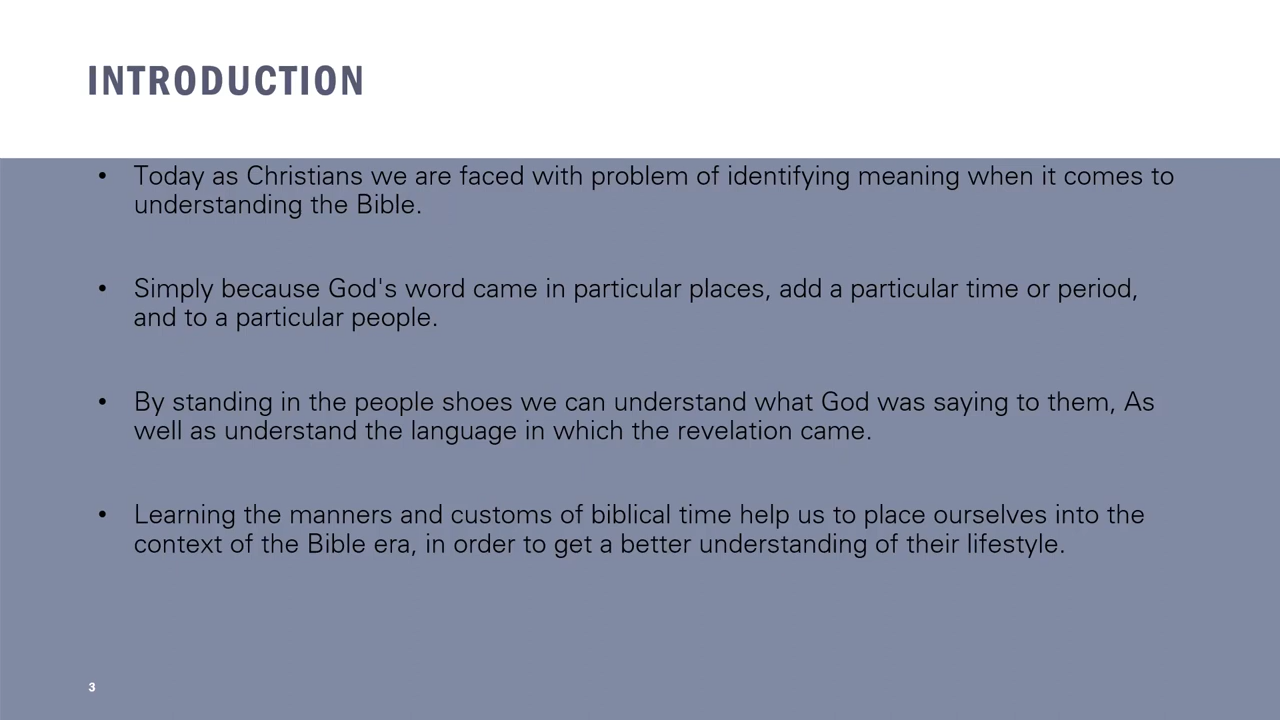 INTRODUCTION
• Today as Christians we are faced with problem of identifying meaning when it comes to
understanding the Bible.
• Simply because God's word came in particular places, add a particular time or period,
and to a particular people.
• By standing in the people shoes we can understand what God was saying to them, As
well as understand the language in which the revelation came.
• Learning the manners and customs of biblical time help us to place ourselves into the
context of the Bible era, in order to get a better understanding of their lifestyle.
3